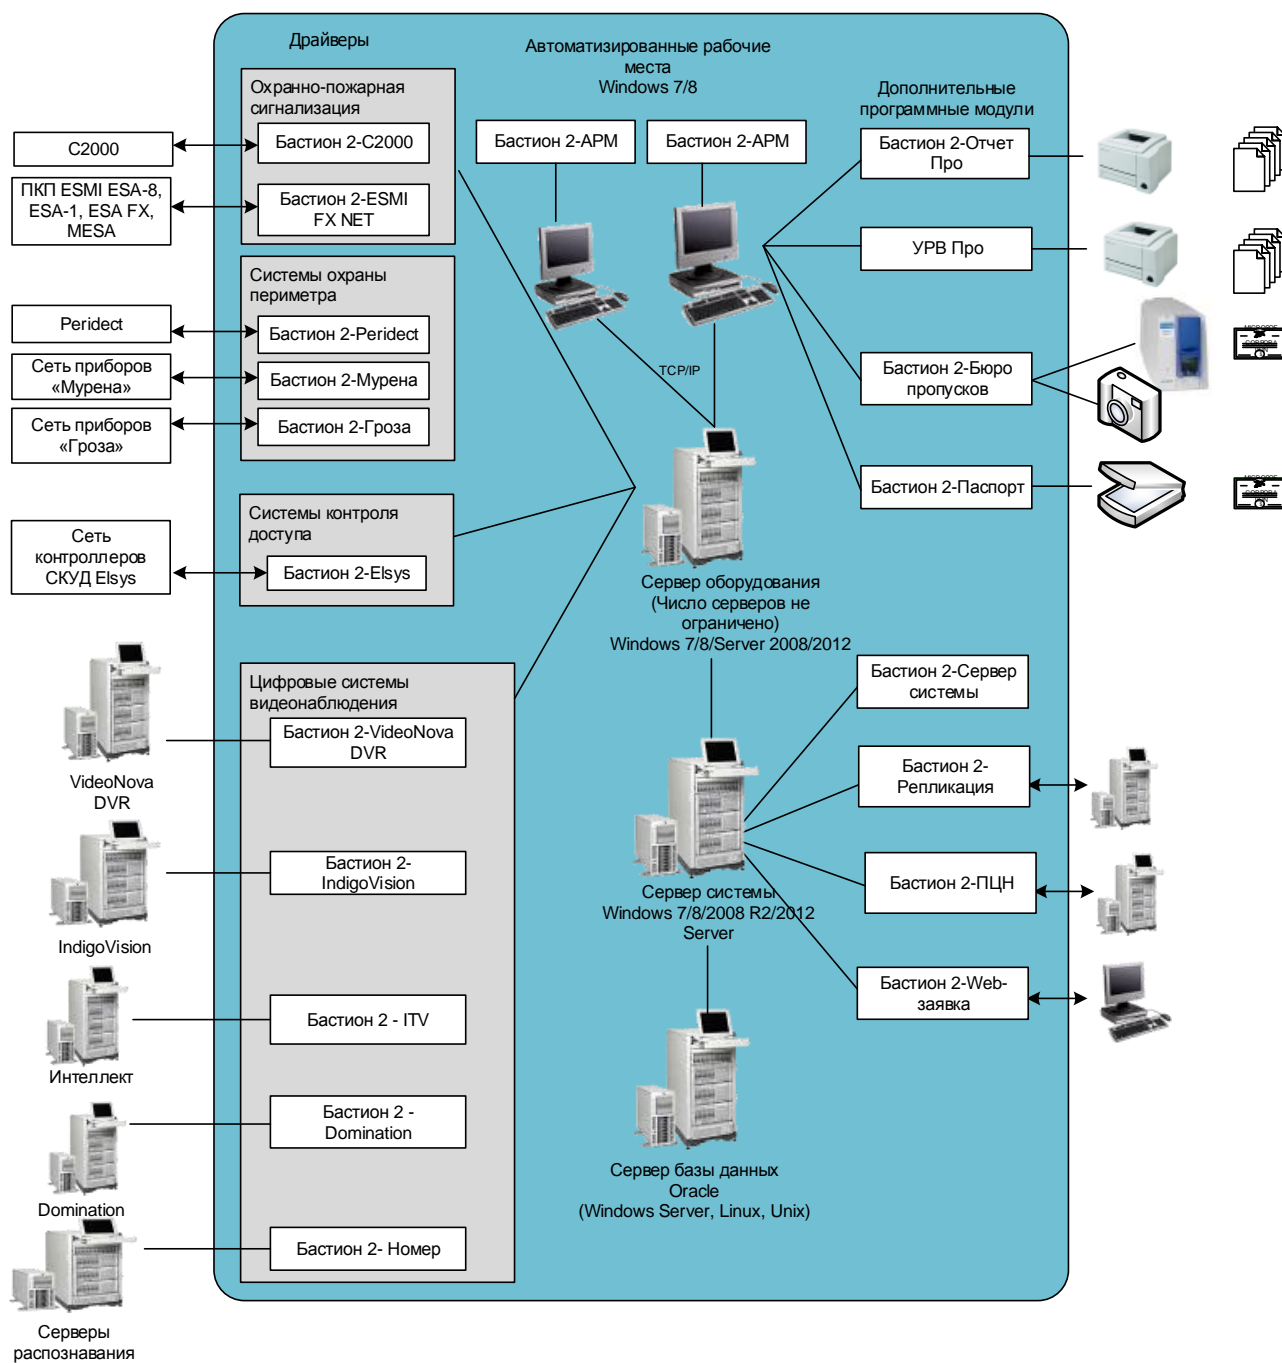 Драйверы
Автоматизированные рабочие
места
Windows 7/8
Дополнительные
программные модули
Охранно-пожарная
сигнализация
Бастион 2-С2000
Бастион 2-ESMI
FX NET
С2000
ПКП ESMI ESA-8,
ESA-1, ESA FX,
MESA
Бастион 2-АРМ
Бастион 2-АРМ
Бастион 2-Отчет
Про
УРВ Про
Бастион 2-Бюро
пропусков
Бастион 2-Паспорт
Системы охраны
периметра
Бастион 2-Peridect
Бастион 2-Мурена
Бастион 2-Гроза
Peridect
Сеть приборов
«Мурена»
Сеть приборов
«Гроза»
TCP/IP
Системы контроля
доступа
Бастион 2-Elsys
Сеть
контроллеров
СКУД Elsys
Сервер оборудования
(Число серверов не
ограничено)
Windows 7/8/Server 2008/2012
Цифровые системы
видеонаблюдения
Бастион 2-VideoNova
DVR
Бастион 2-
IndigoVision
Бастион 2 - ITV
Бастион 2 -
Domination
Бастион 2- Номер
VideoNova
DVR
IndigoVision
Интеллект
Domination
Серверы
распознавания
Бастион 2-Сервер
системы
Бастион 2-
Репликация
Бастион 2-ПЦН
Бастион 2-Web-
заявка
Сервер системы
Windows 7/8/2008 R2/2012
Server
Сервер базы данных
Oracle
(Windows Server, Linux, Unix)